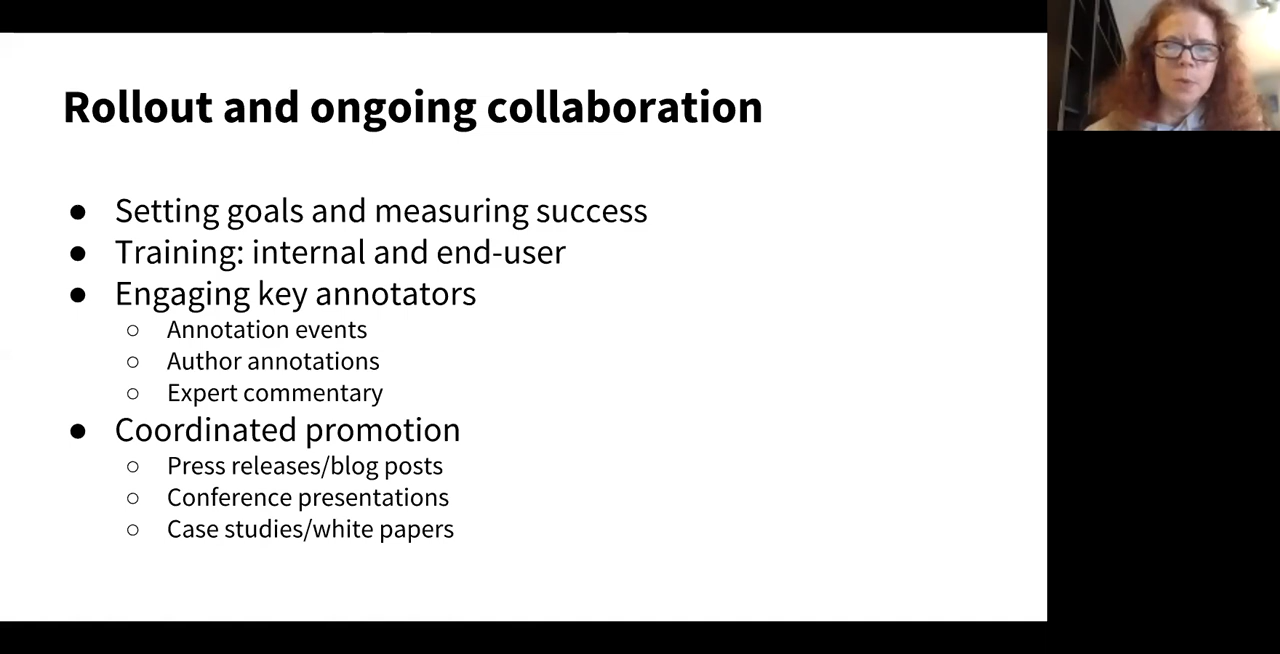 Rollout and ongoing collaboration
● Setting goals and measuring success
● Training: internal and end-user
● Engaging key annotators
○ Annotation events
○ Author annotations
○ Expert commentary
● Coordinated promotion
○ Press releases/blog posts
○ Conference presentations
○ Case studies/white papers